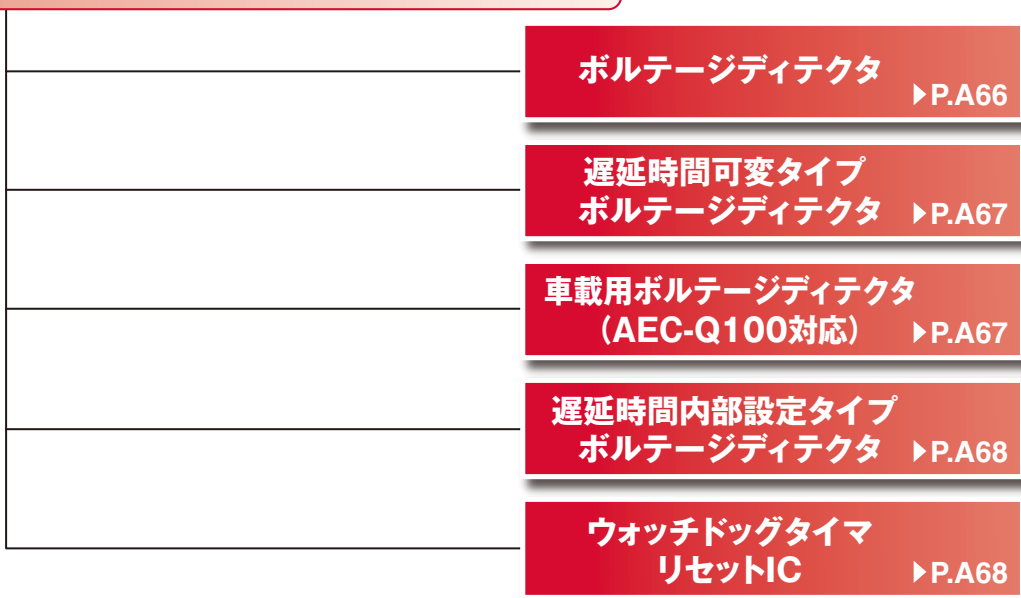 ボルテージディテクタ
▶P.A66
遅延時間可変タイプ
ボルテージディテクタ ▶P.A67
車載用ボルテージディテクタ
（AEC-Q100対応） ▶P.A67
遅延時間内部設定タイプ
ボルテージディテクタ ▶P.A68
ウォッチドッグタイマ
リセットIC ▶P.A68